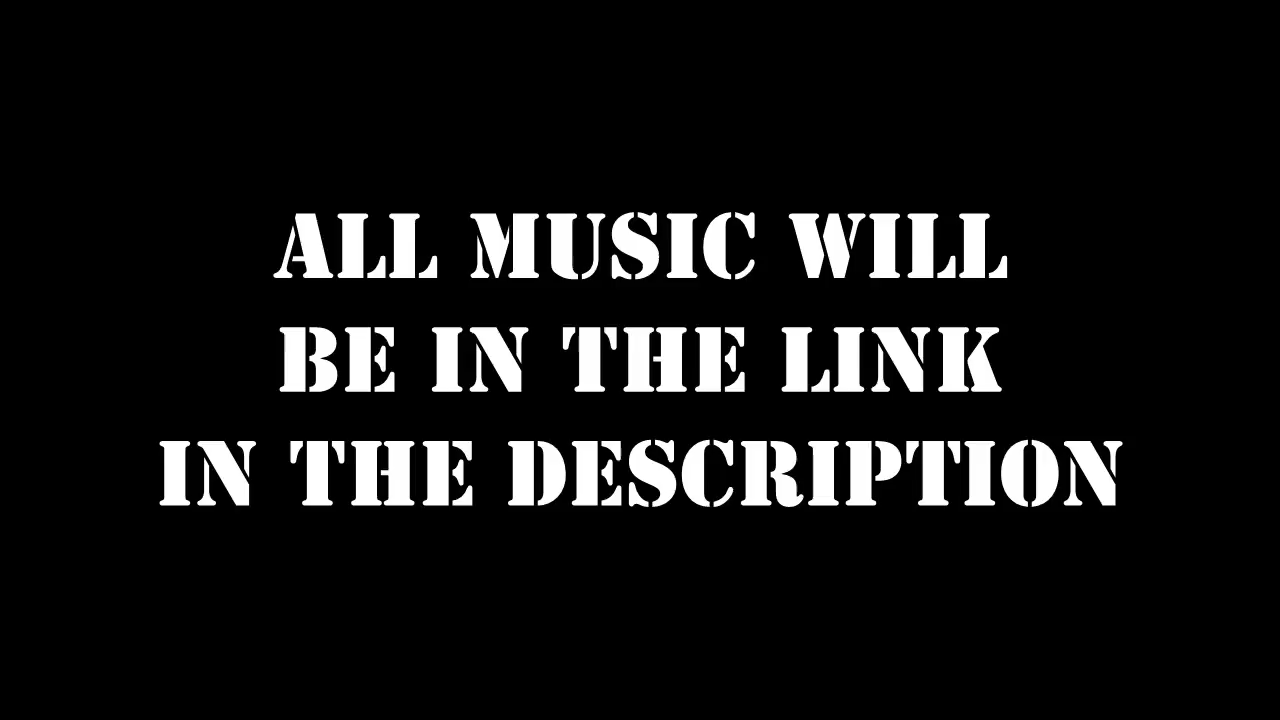 ALL MUSIC WILL
BE IN THE LINK
IN THE DESCRIPTION